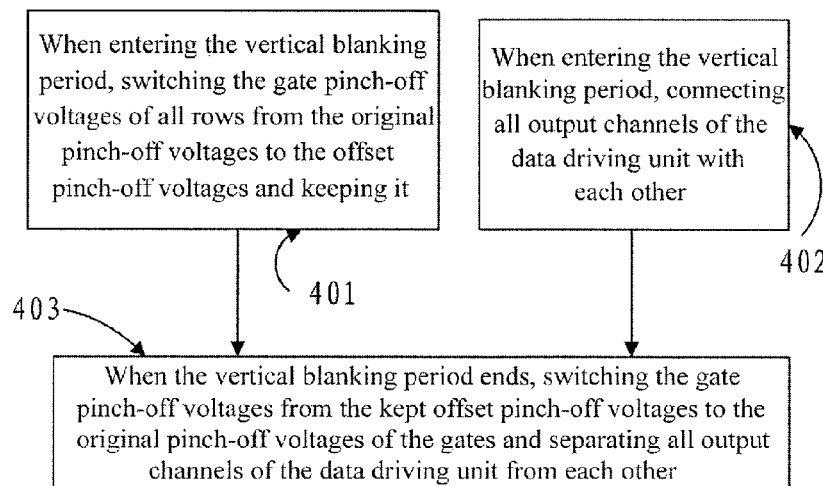 When entering the vertical blanking
period, switching the gate pinch-off
voltages of all rows from the original
pinch-off voltages to the offset
pinch-off voltages and keeping it
When entering the vertical
blanking period, connecting
all output channels of the
data driving unit with
each other
401
402
403
When the vertical blanking period ends, switching the gate
pinch-off voltages from the kept offset pinch-off voltages to the
original pinch-off voltages of the gates and separating all output
channels of the data driving unit from each other